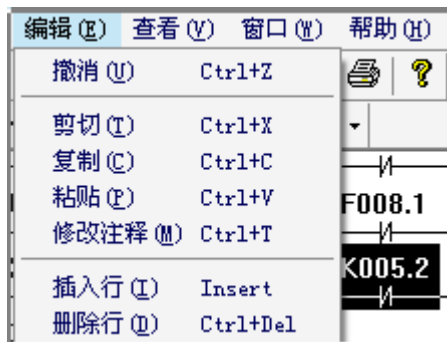 编辑(E) 查看(V) 窗口(W) 帮助(H)
撤消(U) Ctrl+Z
剪切(T) Ctrl+X
复制(C) Ctrl+C
粘贴(P) Ctrl+V
F008.1
修改注释(M) Ctrl+T
K005.2
插入行(I) Insert
删除行(D) Ctrl+Del